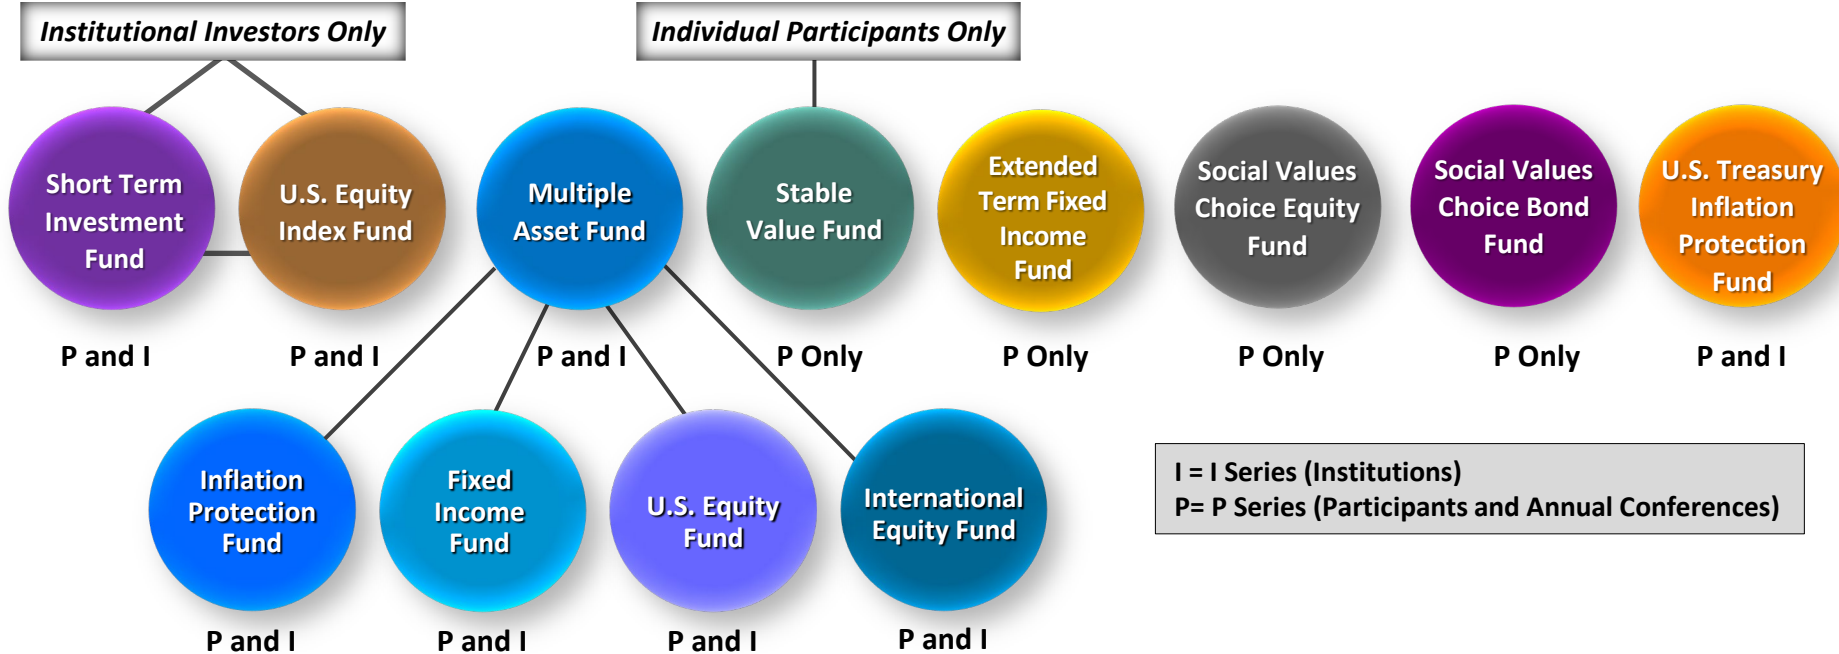 Institutional Investors Only
Individual Participants Only
Short Term
Investment
Fund
U.S. Equity
Index Fund
Multiple
Asset Fund
Stable
Value Fund
Extended
Term Fixed
Income
Fund
Social Values
Choice Equity
Fund
Social Values
Choice Bond
Fund
U.S. Treasury
Inflation
Protection
Fund
P and I
P and I
P and I
P Only
P Only
P Only
P Only
P and I
Inflation
Protection
Fund
Fixed
Income
Fund
U.S. Equity
Fund
International
Equity Fund
I = I Series (Institutions)
P= P Series (Participants and Annual Conferences)
P and I
P and I
P and I
P and I